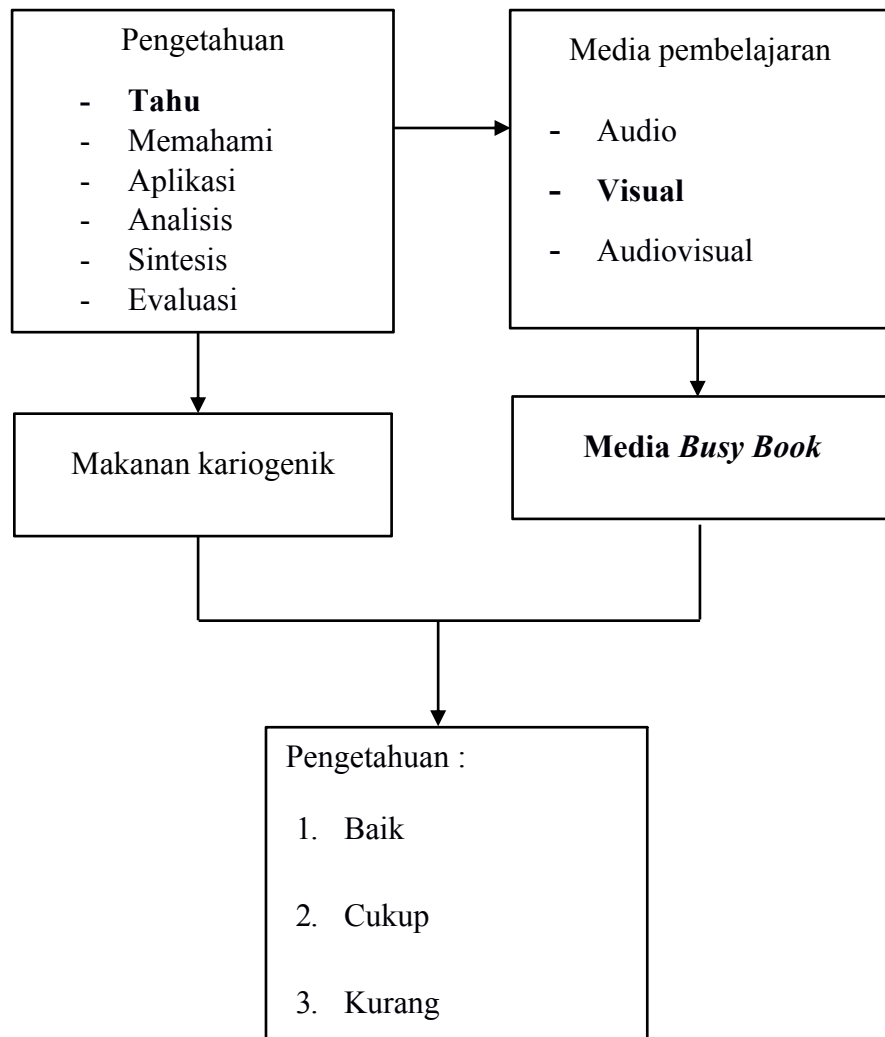 Pengetahuan
- Tahu
- Memahami
- Aplikasi
- Analisis
- Sintesis
- Evaluasi
Media pembelajaran
- Audio
- Visual
- Audiovisual
Makanan kariogenik
Media Busy Book
Pengetahuan :
1. Baik
2. Cukup
3. Kurang